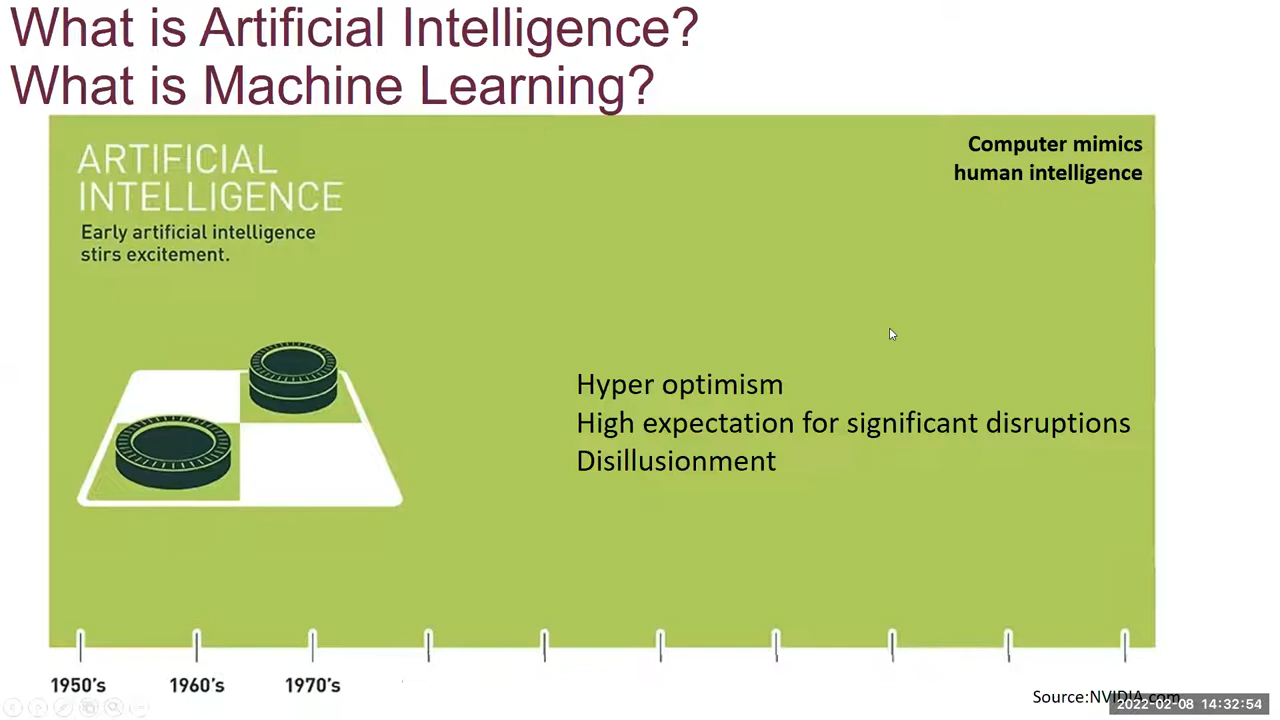 What is Artificial Intelligence?
What is Machine Learning?
ARTIFICIAL
INTELLIGENCE
Early artificial intelligence
stirs excitement.
Computer mimics
human intelligence
Hyper optimism
High expectation for significant disruptions
Disillusionment
1950's 1960's 1970's
Source:NVIDIA.com
2022-02-08 14:32:54